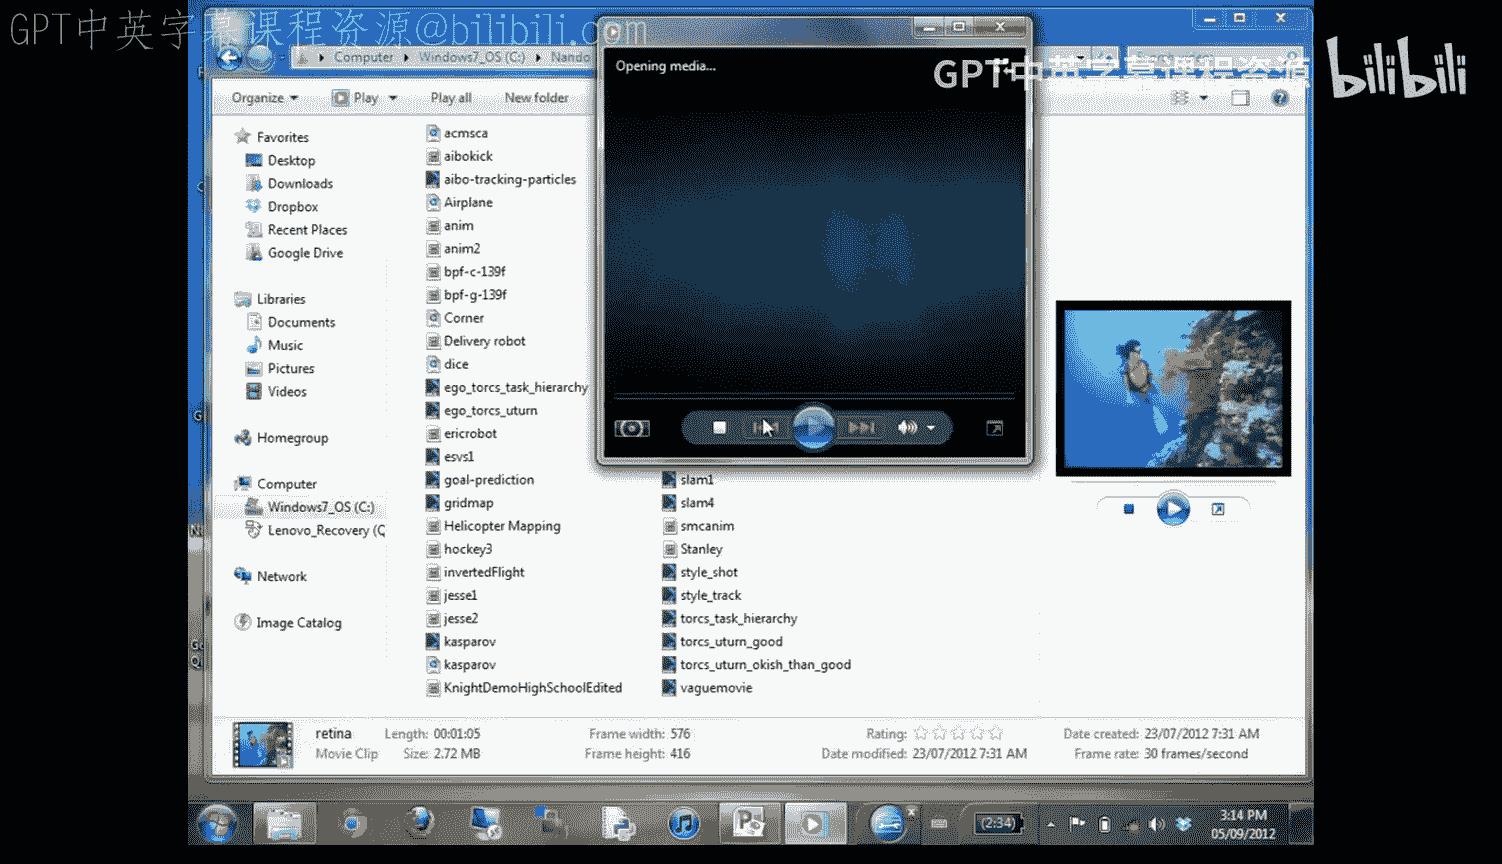 GPT中英字幕课程资源@bilibili.com
GPT中英字幕课程资源 bilibili
Computer Windows7_OS (C:) Nando
Opening media...
Organize Play Play all New folder
Favorites
Desktop
Downloads
Dropbox
Recent Places
Google Drive
Libraries
Documents
Music
Pictures
Videos
Homegroup
Computer
Windows7_OS (C:)
Lenovo_Recovery (Q
Network
Image Catalog
acmsca
aibokick
aibo-tracking-particles
Airplane
anim
anim2
bpf-c-139f
bpf-g-139f
Corner
Delivery robot
dice
ego_torcs_task_hierarchy
ego_torcs_uturn
ericrobot
esvs1
goal-prediction
gridmap
Helicopter Mapping
hockey3
invertedFlight
jesse1
jesse2
kasparov
kasparov
KnightDemoHighSchoolEdited
slam1
slam4
smcanim
Stanley
style_shot
style_track
torcs_task_hierarchy
torcs_uturn_good
torcs_uturn_okish_than_good
vaguemovie
retina Length: 00:01:05 Frame width: 576 Rating: Date created: 23/07/2012 7:31 AM
Movie Clip Size: 2.72 MB Frame height: 416 Date modified: 23/07/2012 7:31 AM Frame rate: 30 frames/second
(2:34) 3:14 PM
05/09/2012